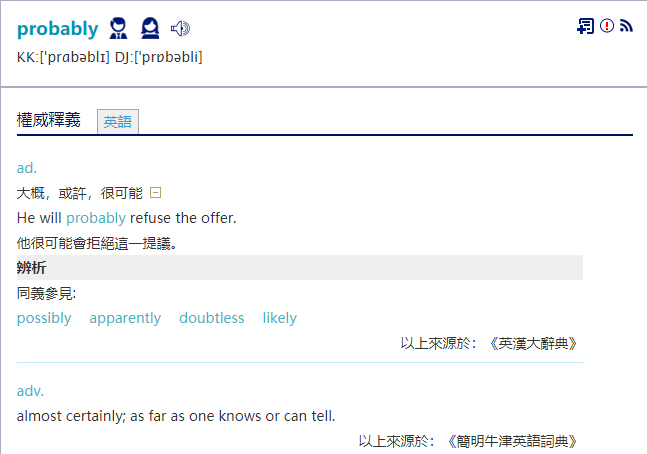 probably
KK:[ˈprɑbəblɪ] DJ:[ˈprɒbəbli]
權威釋義 英語
ad.
大概，或許，很可能
He will probably refuse the offer.
他很可能會拒絕這一提議。
辨析
同義參見:
possibly apparently doubtless likely
以上來源於：《英漢大辭典》
adv.
almost certainly; as far as one knows or can tell.
以上來源於：《簡明牛津英語詞典》